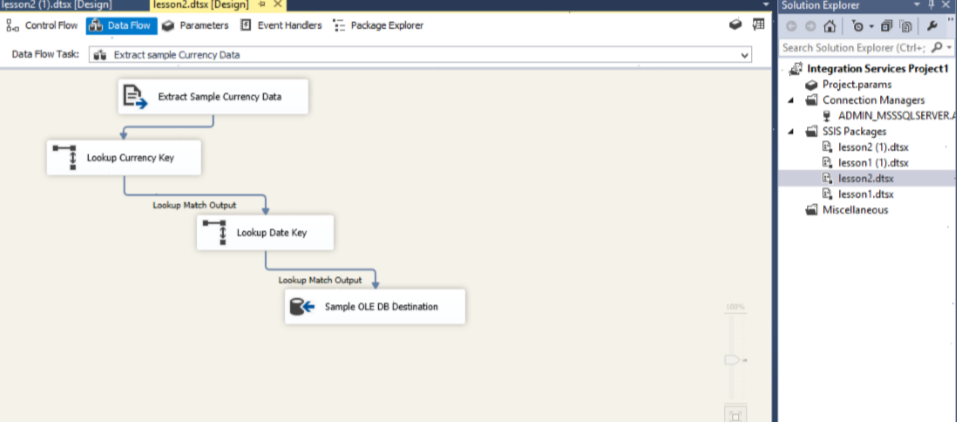 lesson2 (1).dtsx [Design]
lesson2.dtsx [Design]
Control Flow
Data Flow
Parameters
Event Handlers
Package Explorer
Data Flow Task:
Extract sample Currency Data
Extract Sample Currency Data
Lookup Currency Key
Lookup Match Output
Lookup Date Key
Lookup Match Output
Sample OLE DB Destination
100%
Solution Explorer
Search Solution Explorer (Ctrl+;
Integration Services Project1
Project.params
Connection Managers
ADMIN_MSSSQLSERVER.A
SSIS Packages
lesson2 (1).dtsx
lesson1 (1).dtsx
lesson2.dtsx
lesson1.dtsx
Miscellaneous